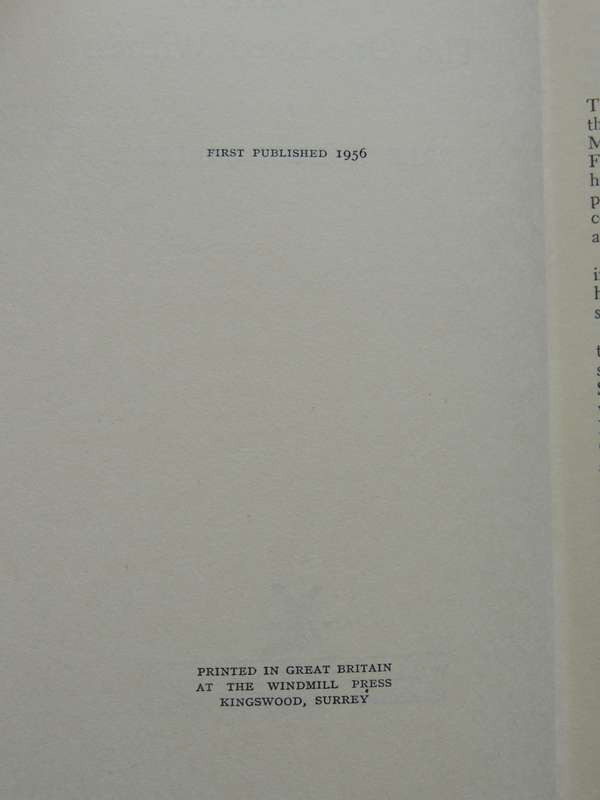 FIRST PUBLISHED 1956
PRINTED IN GREAT BRITAIN
AT THE WINDMILL PRESS
KINGSWOOD, SURREY